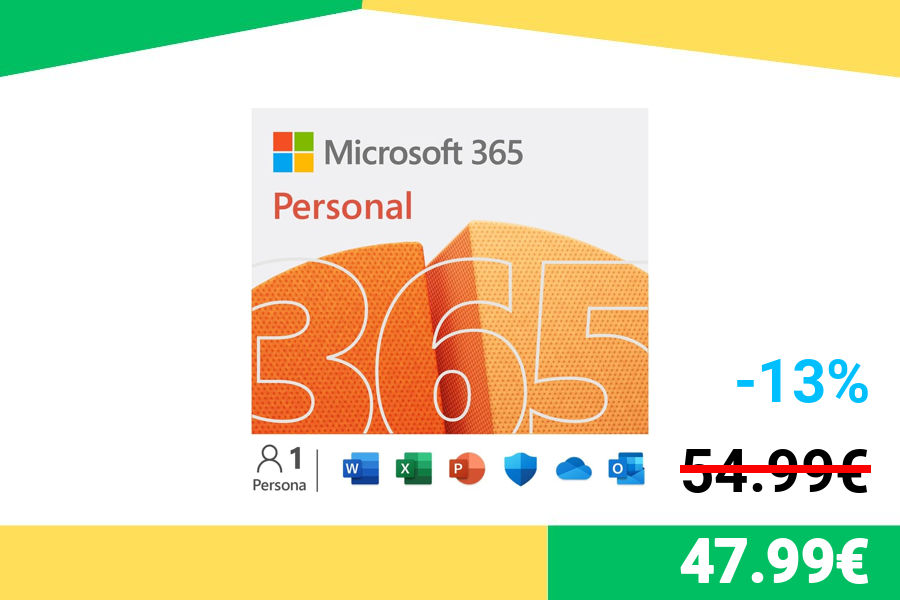 Microsoft 365
Personal
365
1
Persona
W X P O
-13%
54.99€
47.99€